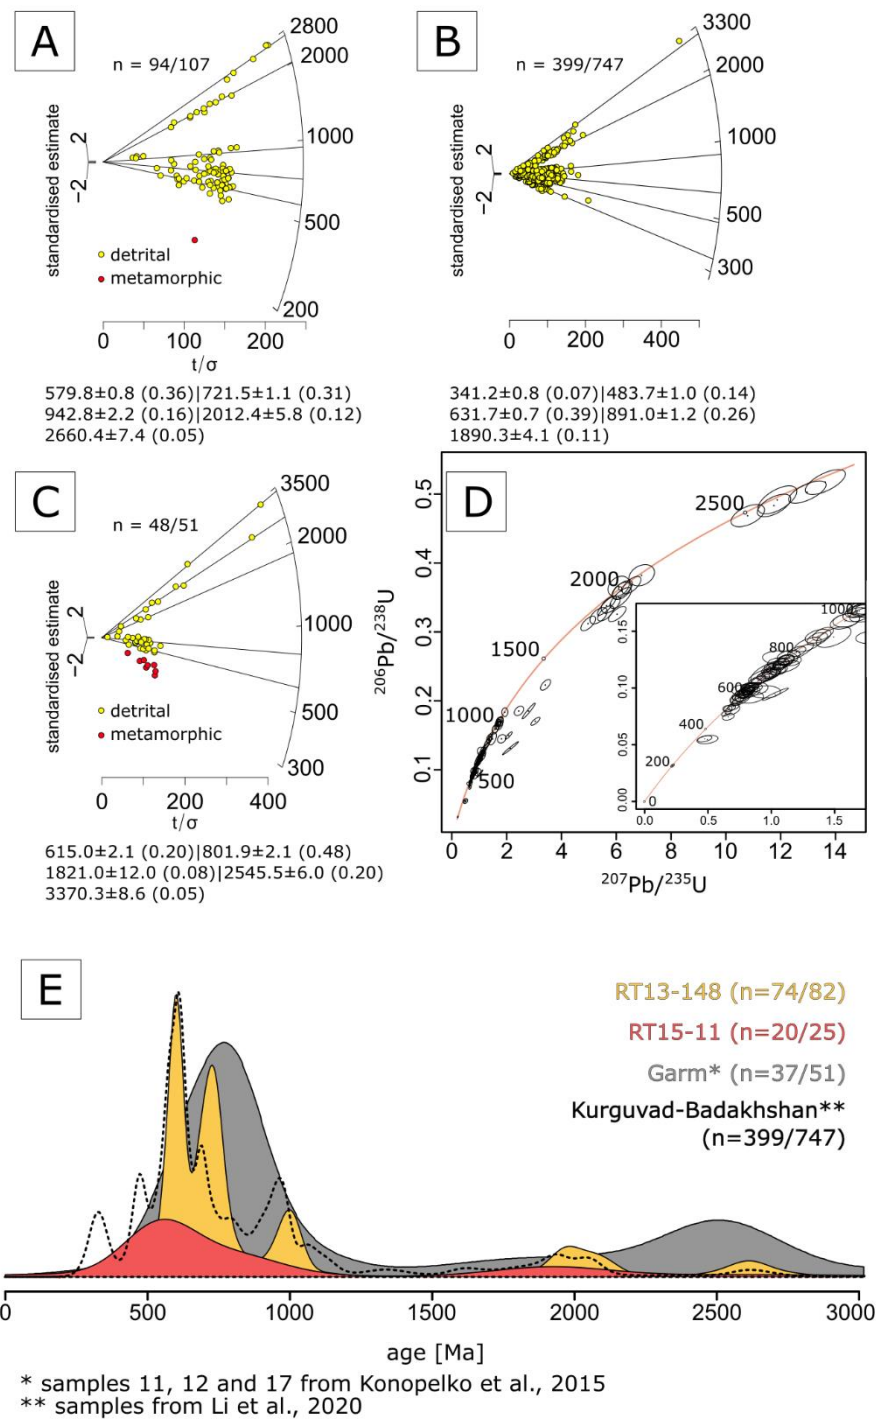 A
n = 94/107
2800
2000
1000
500
200
standardised estimate
2
−2
detrital
metamorphic
0 100 200
t/σ
579.8±0.8 (0.36)|721.5±1.1 (0.31)
942.8±2.2 (0.16)|2012.4±5.8 (0.12)
2660.4±7.4 (0.05)
B
n = 399/747
3300
2000
1000
500
300
standardised estimate
2
−2
0 200 400
341.2±0.8 (0.07)|483.7±1.0 (0.14)
631.7±0.7 (0.39)|891.0±1.2 (0.26)
1890.3±4.1 (0.11)
C
n = 48/51
3500
2000
1000
500
300
standardised estimate
2
−2
detrital
metamorphic
0 200 400
t/σ
615.0±2.1 (0.20)|801.9±2.1 (0.48)
1821.0±12.0 (0.08)|2545.5±6.0 (0.20)
3370.3±8.6 (0.05)
D
0.5
0.4
0.3
0.2
0.1
²⁰⁶Pb/²³⁸U
2500
2000
1500
1000
500
0 2 4 6 8 10 12 14
²⁰⁷Pb/²³⁵U
0.15
0.10
0.05
0.00
1000
800
600
400
200
0
0.0 0.5 1.0 1.5
E
RT13-148 (n=74/82)
RT15-11 (n=20/25)
Garm* (n=37/51)
Kurguvad-Badakhshan**
(n=399/747)
0 500 1000 1500 2000 2500 3000
age [Ma]
* samples 11, 12 and 17 from Konopelko et al., 2015
** samples from Li et al., 2020